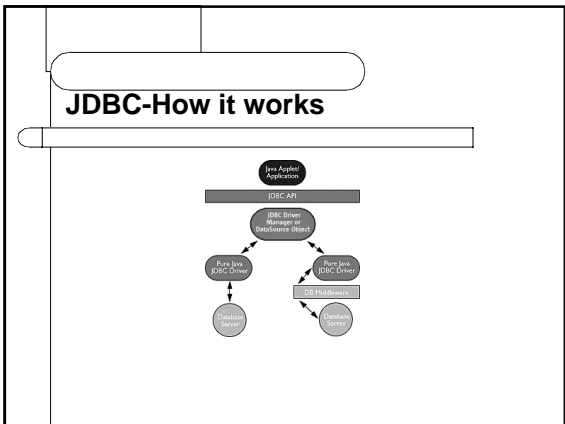 JDBC-How it works
Java Applet/
Application
JDBC API
JDBC Driver
Manager or
DataSource Object
Pure Java
JDBC Driver
Pure Java
JDBC Driver
DB Middleware
Database
Server
Database
Server